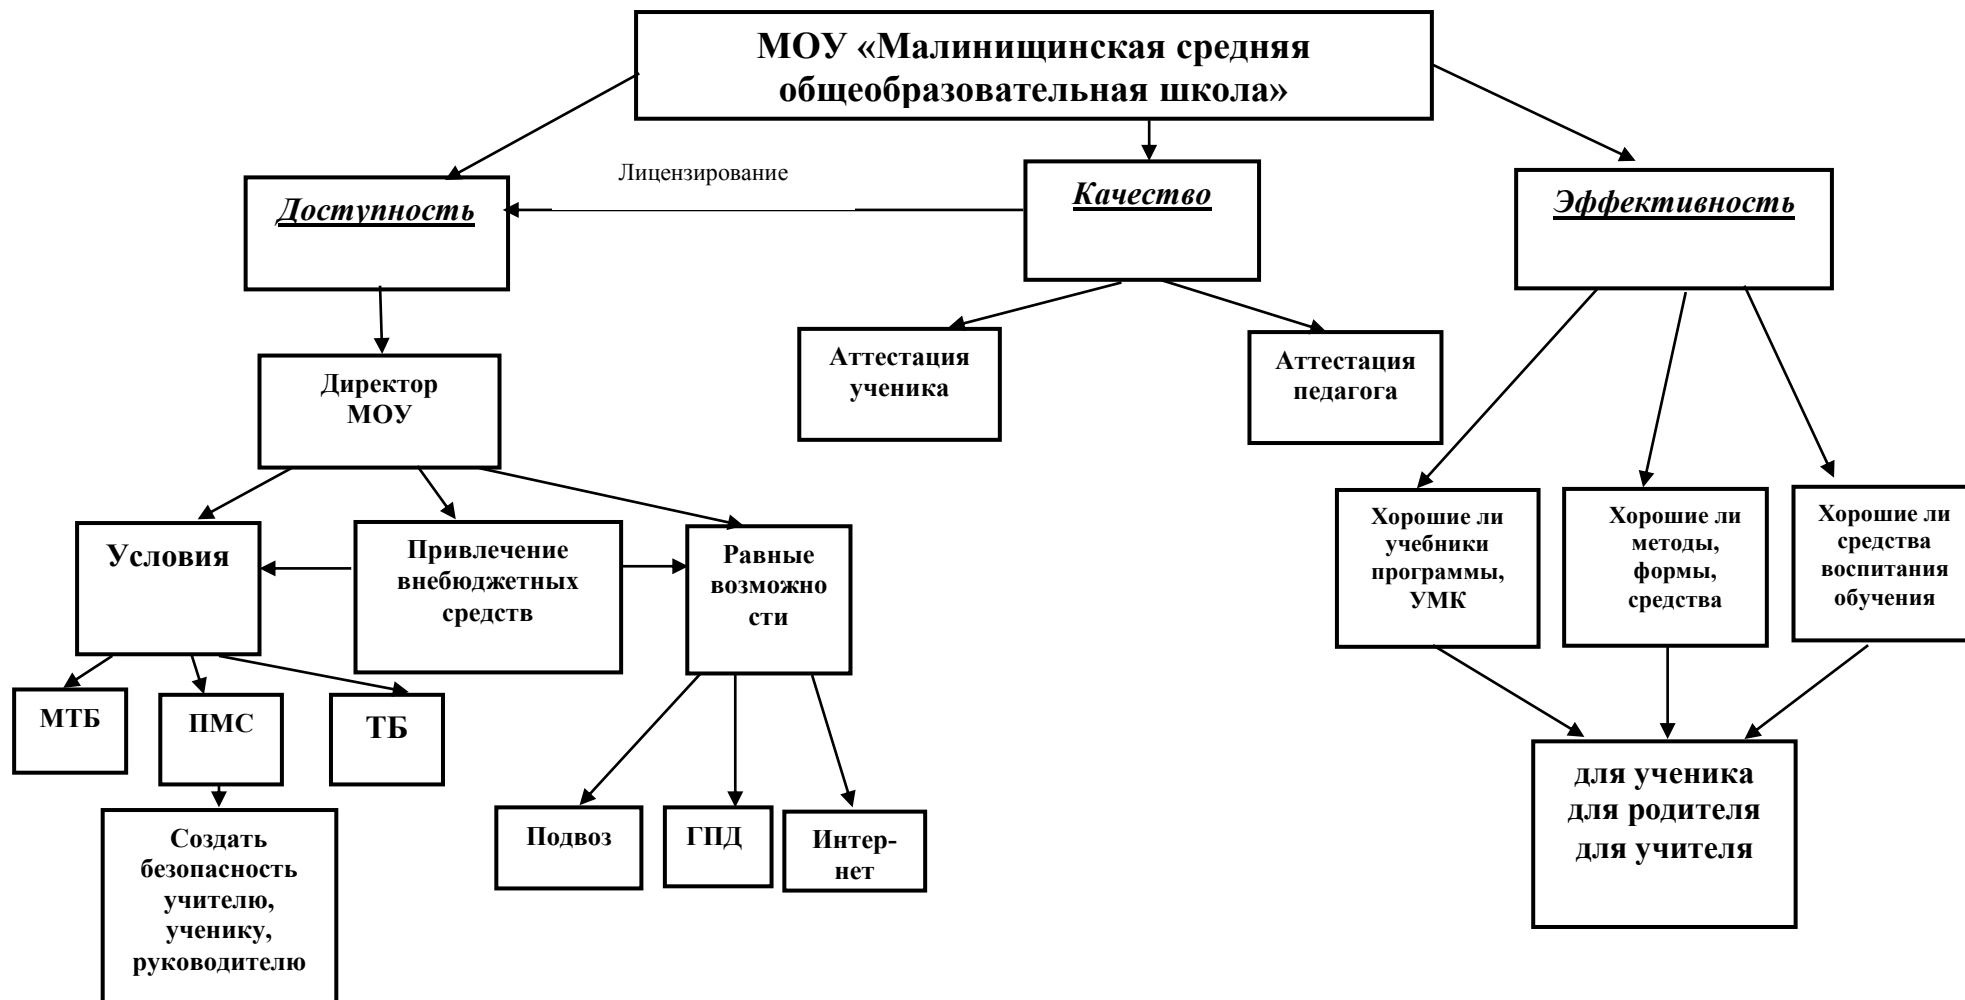 МОУ «Малинищинская средняя
общеобразовательная школа»
Лицензирование
Доступность
Качество
Эффективность
Директор
МОУ
Аттестация
ученика
Аттестация
педагога
Условия
Привлечение
внебюджетных
средств
Равные
возможно
сти
Хорошие ли
учебники
программы,
УМК
Хорошие ли
методы,
формы,
средства
Хорошие ли
средства
воспитания
обучения
МТБ
ПМС
ТБ
Подвоз
ГПД
Интер-
нет
для ученика
для родителя
для учителя
Создать
безопасность
учителю,
ученику,
руководителю